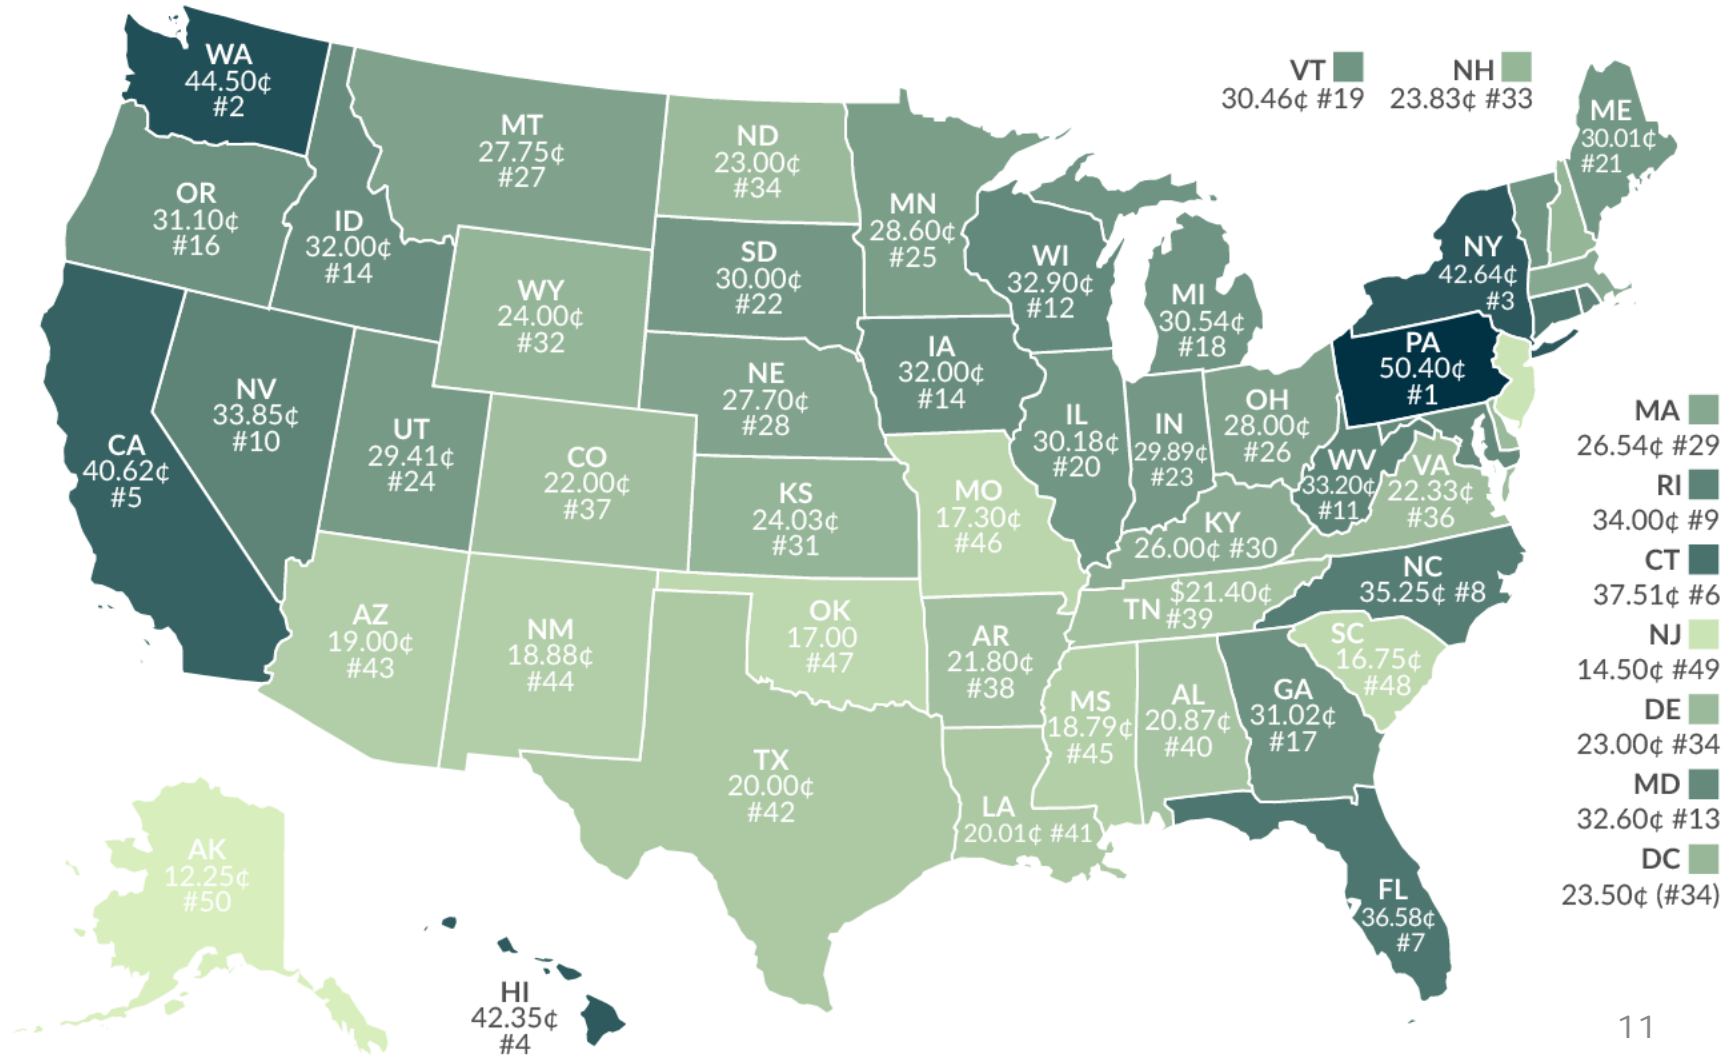 WA
44.50¢
#2
MT
27.75¢
#27
ND
23.00¢
#34
VT
30.46¢ #19
NH
23.83¢ #33
ME
30.01¢
#21
OR
31.10¢
#16
ID
32.00¢
#14
MN
28.60¢
#25
WI
32.90¢
#12
SD
30.00¢
#22
WY
24.00¢
#32
MI
30.54¢
#18
NY
42.64¢
#3
PA
50.40¢
#1
NV
33.85¢
#10
UT
29.41¢
#24
NE
27.70¢
#28
IA
32.00¢
#14
IL
30.18¢
#20
IN
29.89¢
#23
OH
28.00¢
#26
CA
40.62¢
#5
CO
22.00¢
#37
KS
24.03¢
#31
MO
17.30¢
#46
KY
26.00¢ #30
WV
33.20¢
#11
VA
22.33¢
#36
MA
26.54¢ #29
RI
34.00¢ #9
CT
37.51¢ #6
NJ
14.50¢ #49
DE
23.00¢ #34
MD
32.60¢ #13
DC
23.50¢ (#34)
NC
35.25¢ #8
TN
$21.40¢
#39
AZ
19.00¢
#43
NM
18.88¢
#44
OK
17.00
#47
AR
21.80¢
#38
SC
16.75¢
#48
MS
18.79¢
#45
AL
20.87¢
#40
GA
31.02¢
#17
TX
20.00¢
#42
LA
20.01¢ #41
FL
36.58¢
#7
AK
12.25¢
#50
HI
42.35¢
#4
11